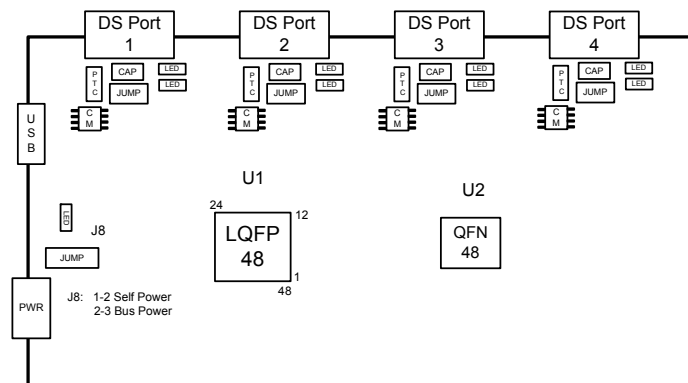 DS Port
1
DS Port
2
DS Port
3
DS Port
4
PTC
CAP
LED
JUMP
LED
CM
PTC
CAP
LED
JUMP
LED
CM
PTC
CAP
LED
JUMP
LED
CM
PTC
CAP
LED
JUMP
LED
CM
USB
U1
U2
24
12
LED
J8
LQFP
48
QFN
48
JUMP
1
48
PWR
J8: 1-2 Self Power
2-3 Bus Power